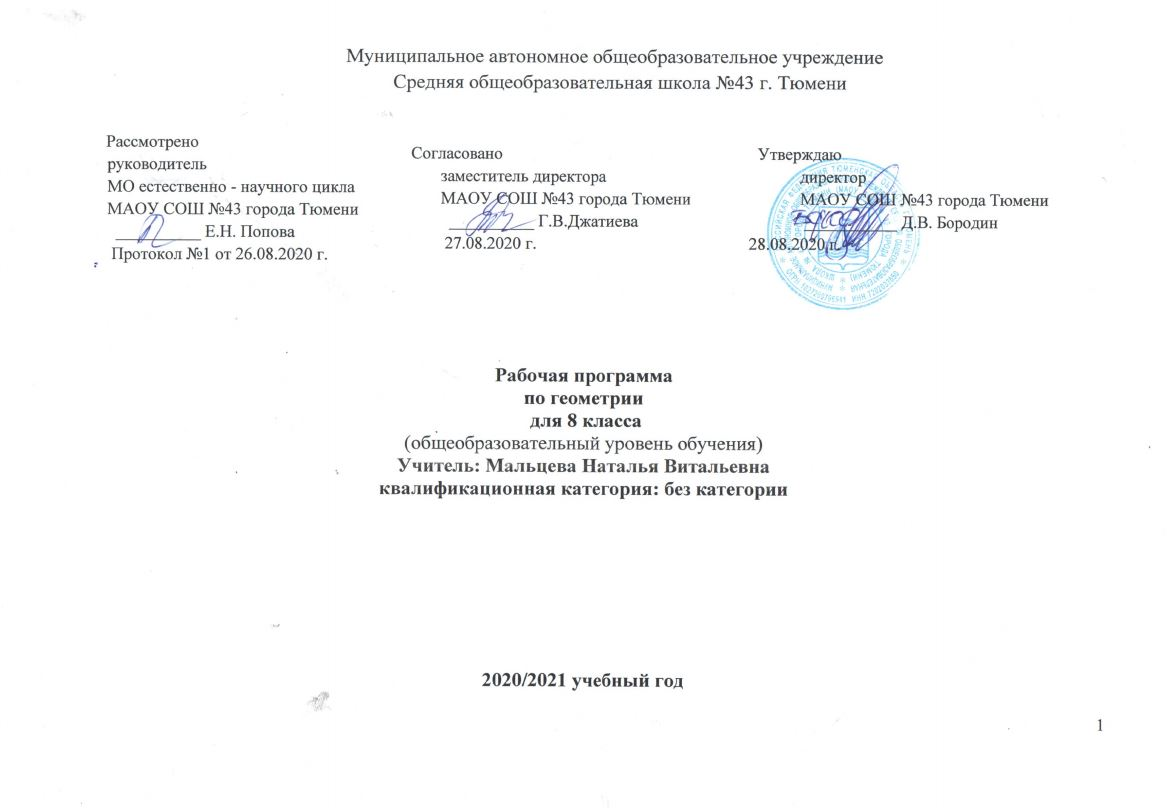 Муниципальное автономное общеобразовательное учреждение
Средняя общеобразовательная школа №43 г. Тюмени
Рассмотрено
руководитель
МО естественно - научного цикла
МАОУ СОШ №43 города Тюмени
__________ Е.Н. Попова
Протокол №1 от 26.08.2020 г.
Согласовано
заместитель директора
МАОУ СОШ №43 города Тюмени
__________ Г.В.Джатиева
27.08.2020 г.
Утверждаю
директор
МАОУ СОШ №43 города Тюмени
__________ Д.В. Бородин
28.08.2020 г.
Рабочая программа
по геометрии
для 8 класса
(общеобразовательный уровень обучения)
Учитель: Мальцева Наталья Витальевна
квалификационная категория: без категории
2020/2021 учебный год
1